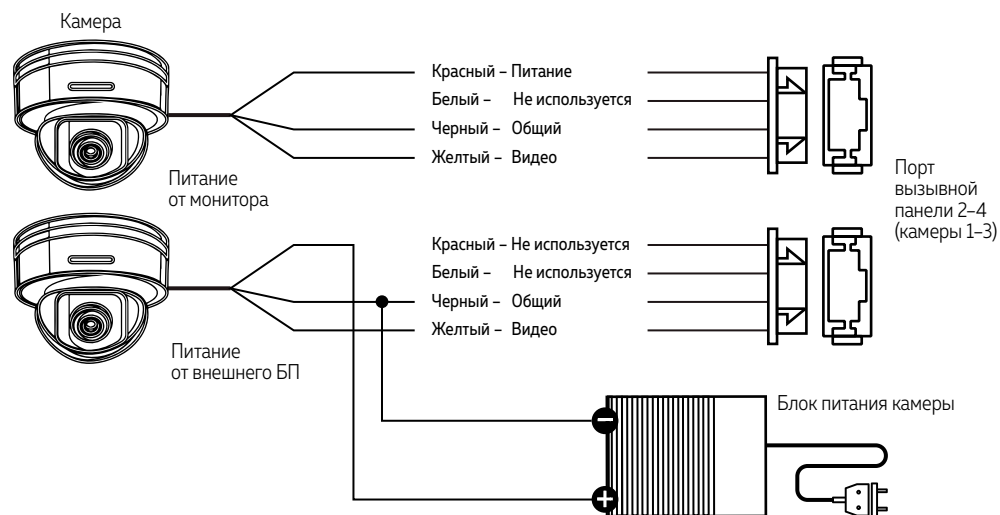 Камера
Красный – Питание
Белый – Не используется
Черный – Общий
Желтый – Видео
Питание
от монитора
Порт
вызывной
панели 2–4
(камеры 1–3)
Красный – Не используется
Белый – Не используется
Черный – Общий
Желтый – Видео
Питание
от внешнего БП
Блок питания камеры